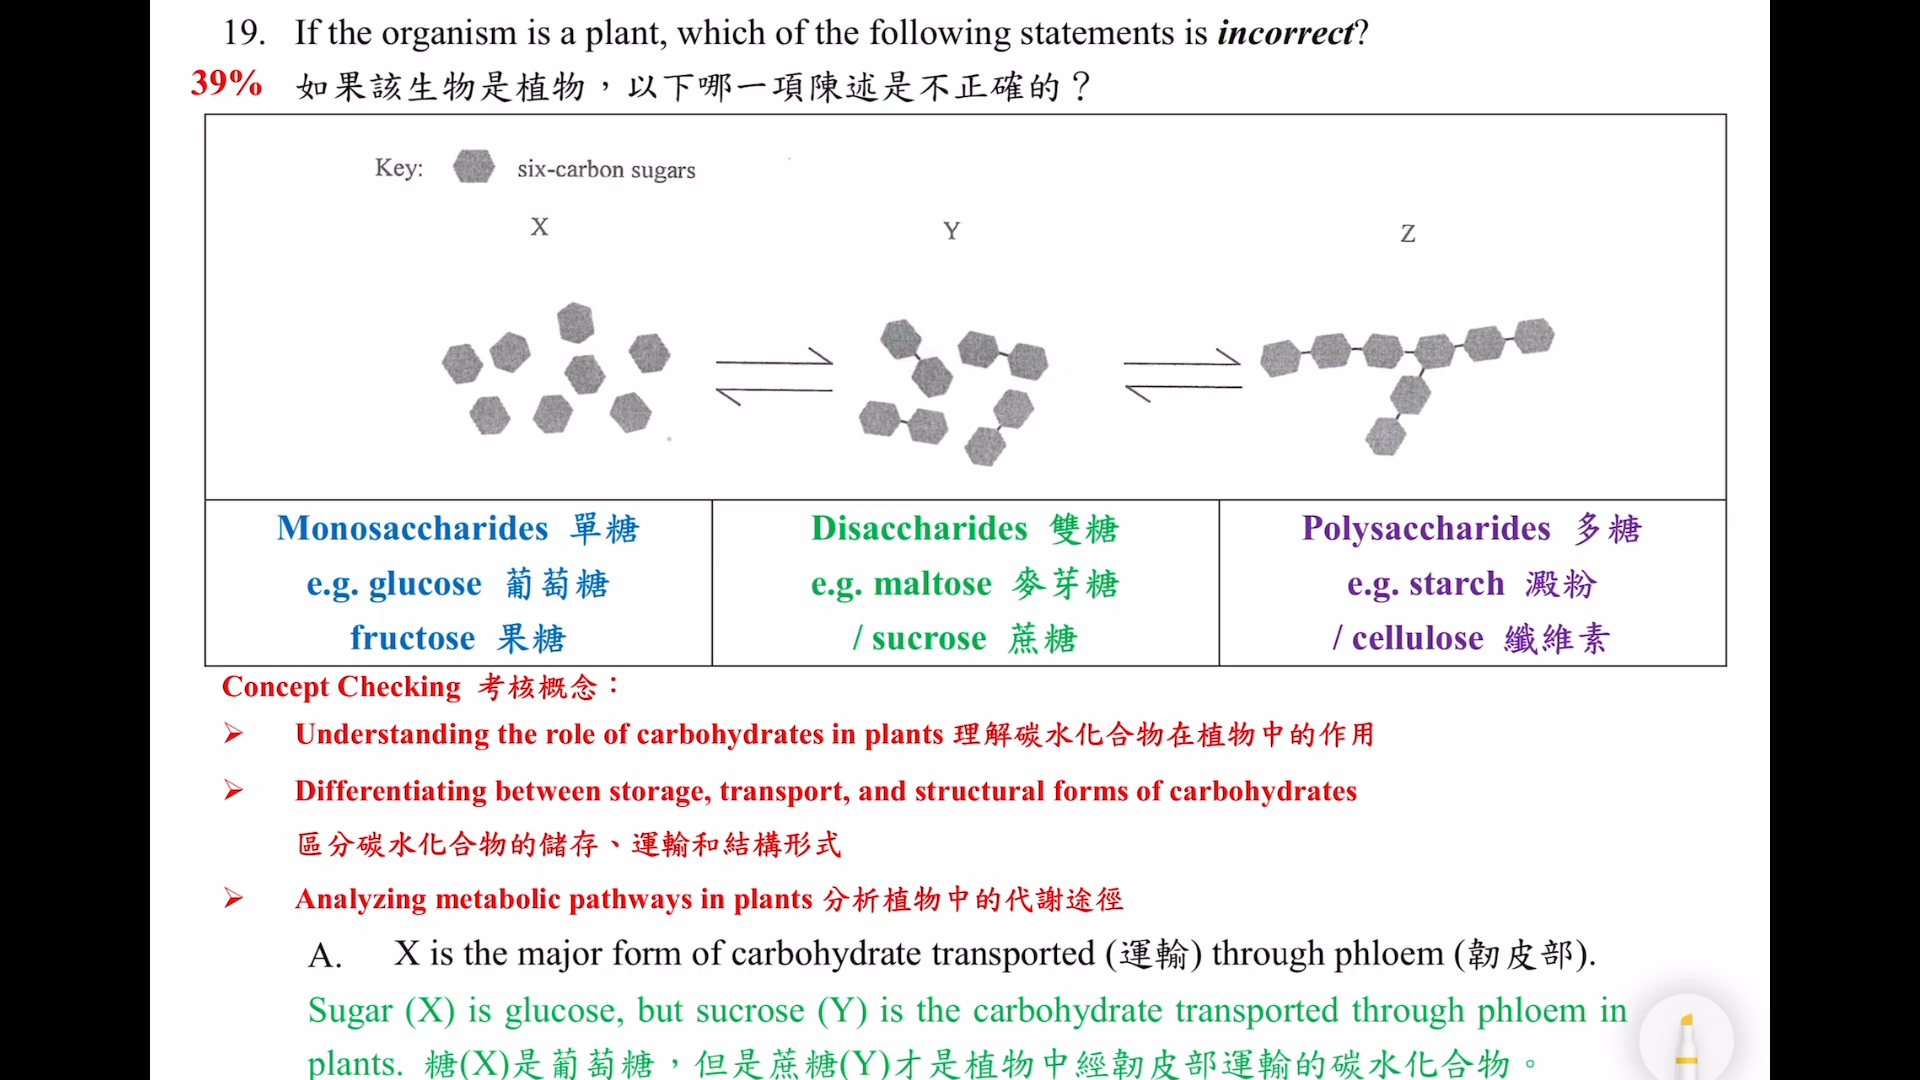 19. If the organism is a plant, which of the following statements is incorrect?
39% 如果該生物是植物，以下哪一項陳述是不正確的？
Key: six-carbon sugars
X Y Z
Monosaccharides 單糖
e.g. glucose 葡萄糖
fructose 果糖
Disaccharides 雙糖
e.g. maltose 麥芽糖
/ sucrose 蔗糖
Polysaccharides 多糖
e.g. starch 澱粉
/ cellulose 纖維素
Concept Checking 考核概念：
Understanding the role of carbohydrates in plants 理解碳水化合物在植物中的作用
Differentiating between storage, transport, and structural forms of carbohydrates
區分碳水化合物的儲存、運輸和結構形式
Analyzing metabolic pathways in plants 分析植物中的代謝途徑
A. X is the major form of carbohydrate transported (運輸) through phloem (韌皮部).
Sugar (X) is glucose, but sucrose (Y) is the carbohydrate transported through phloem in
plants. 糖(X)是葡萄糖，但是蔗糖(Y)才是植物中經韌皮部運輸的碳水化合物。